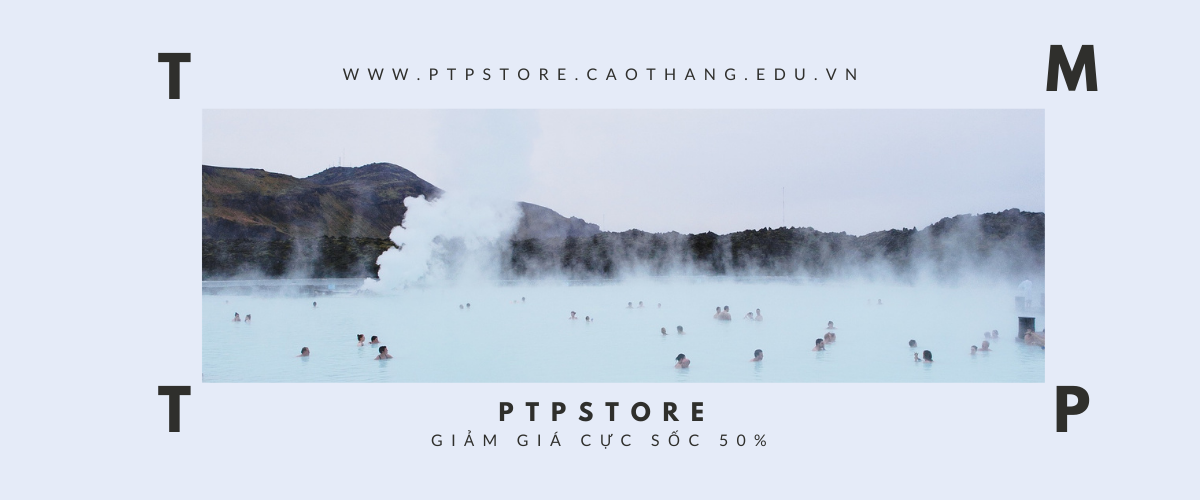 T
WWW.PTPSTORE.CAOTHANG.EDU.VN
M
T
PTPSTORE
GIẢM GIÁ CỰC SỐC 50%
P